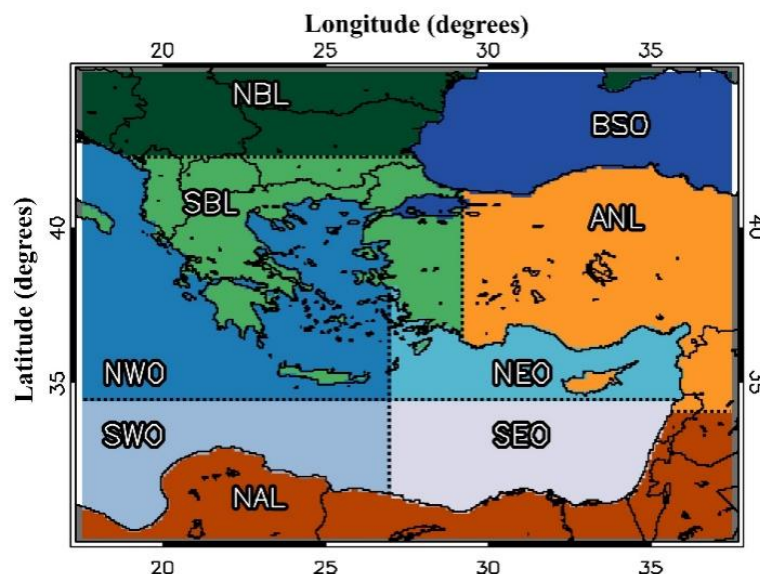 Longitude (degrees)
20 25 30 35
NBL
BSO
SBL
ANL
40 40
Latitude (degrees)
NWO
NEO
35 35
SWO
SEO
NAL
20 25 30 35